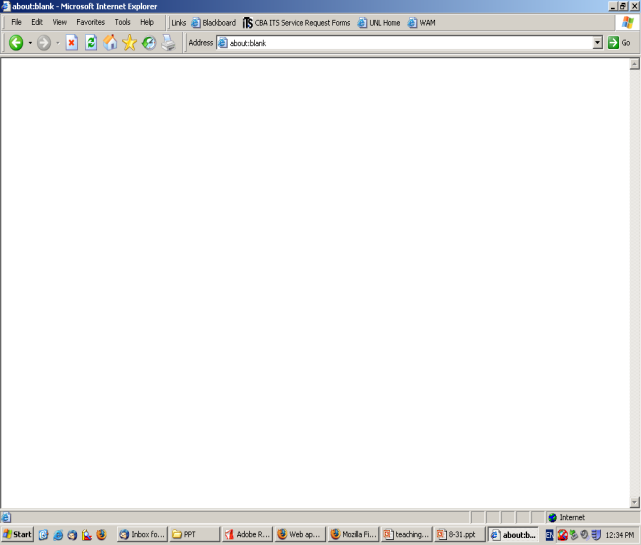 about:blank - Microsoft Internet Explorer
File Edit View Favorites Tools Help Links Blackboard CBA ITS Service Request Forms UNL Home WAM
Address about:blank Go
Internet
Start Inbox fo... PPT Adobe R... Web ap... Mozilla Fi... teaching... 8-31.ppt about:b... EN 12:34 PM